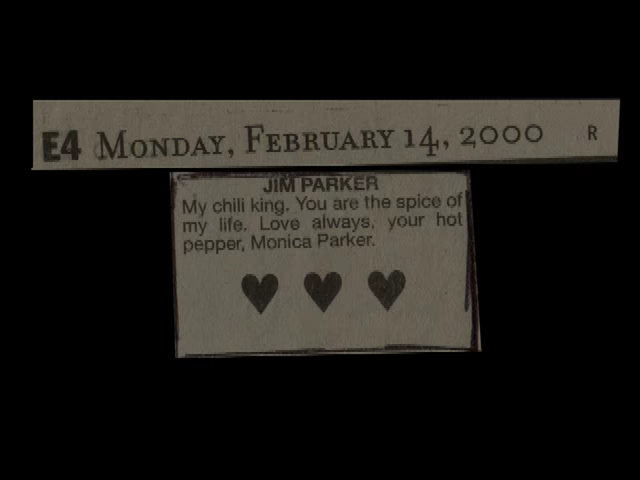 E4 MONDAY, FEBRUARY 14, 2000 R
JIM PARKER
My chili king. You are the spice of
my life. Love always, your hot
pepper, Monica Parker.